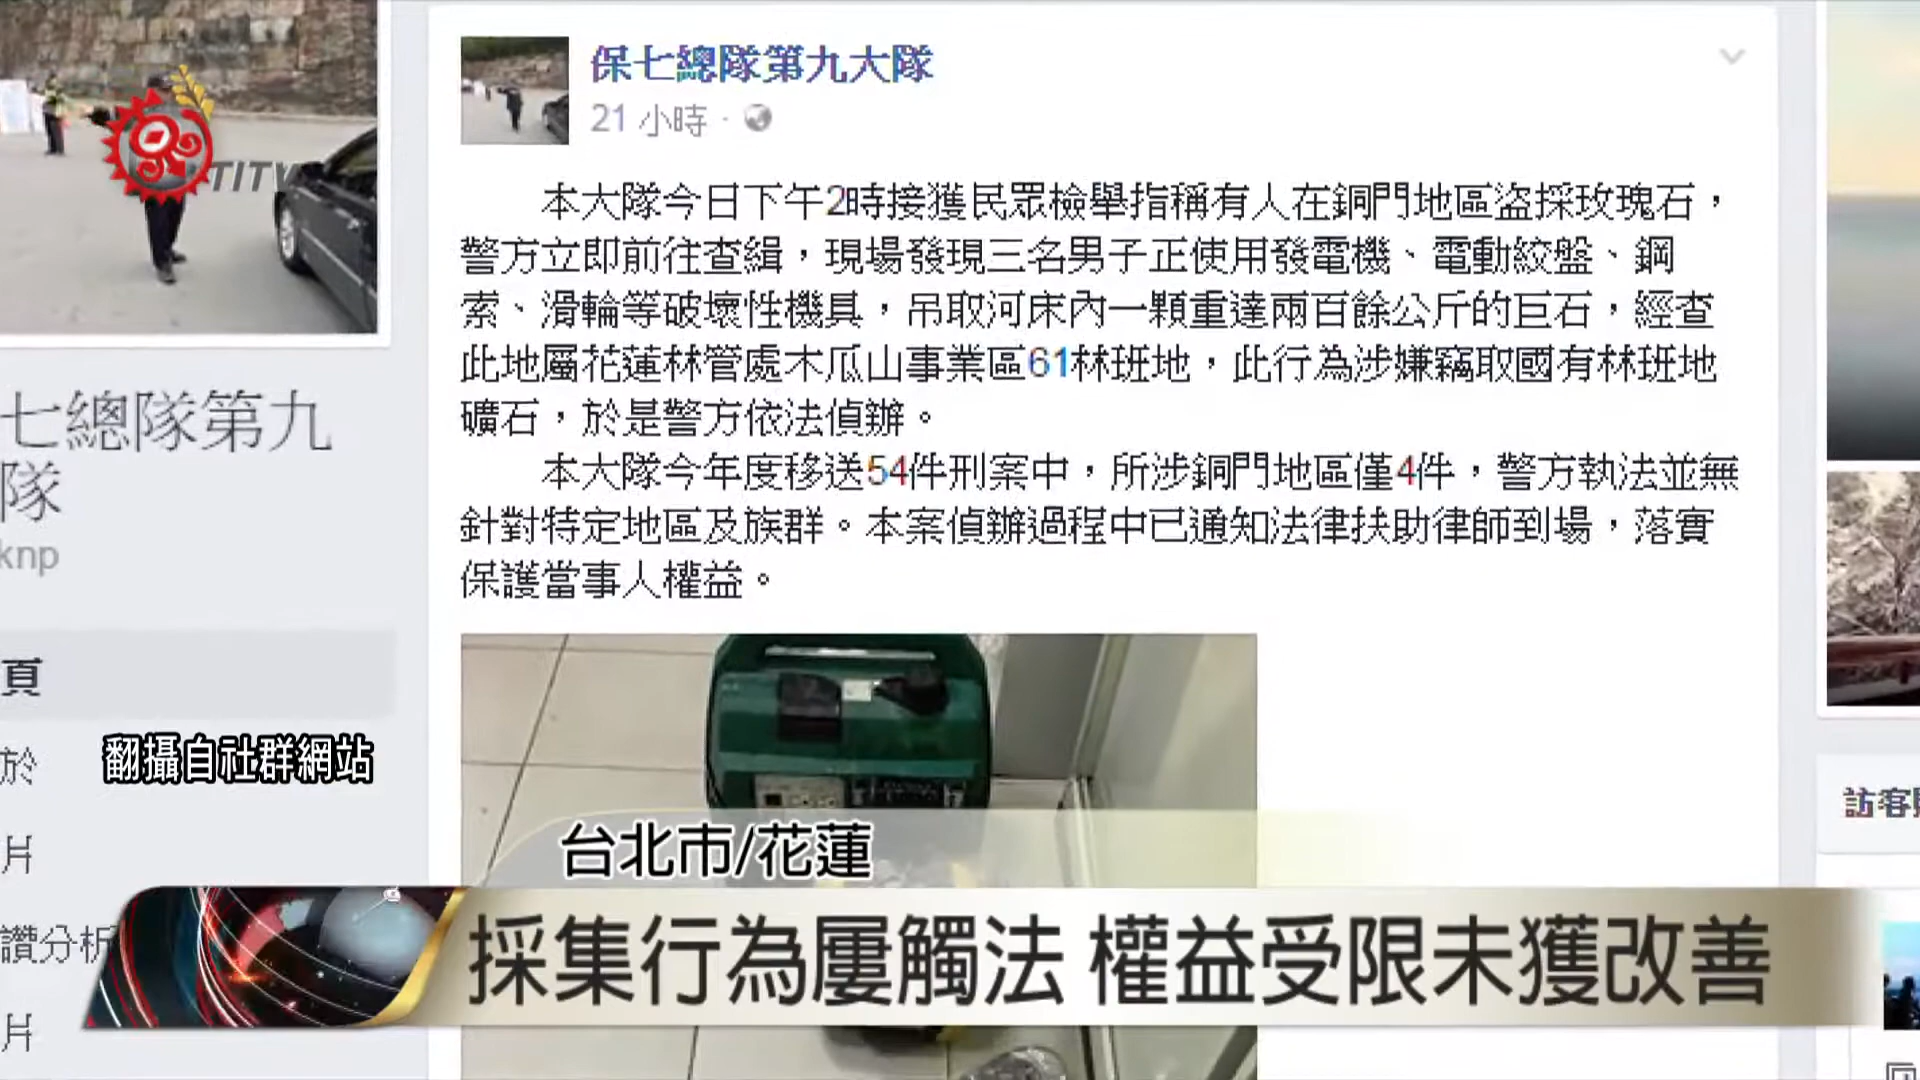 保七總隊第九大隊
21 小時
TITV
本大隊今日下午2時接獲民眾檢舉指稱有人在銅門地區盜採玫瑰石，
警方立即前往查緝，現場發現三名男子正使用發電機、電動絞盤、鋼
索、滑輪等破壞性機具，吊取河床內一顆重達兩百餘公斤的巨石，經查
此地屬花蓮林管處木瓜山事業區61林班地，此行為涉嫌竊取國有林班地
礦石，於是警方依法偵辦。
本大隊今年度移送54件刑案中，所涉銅門地區僅4件，警方執法並無
針對特定地區及族群。本案偵辦過程中已通知法律扶助律師到場，落實
保護當事人權益。
七總隊第九
隊
knp
頁
於
片
讚分析
片
翻攝自社群網站
訪客
台北市/花蓮
採集行為屢觸法 權益受限未獲改善